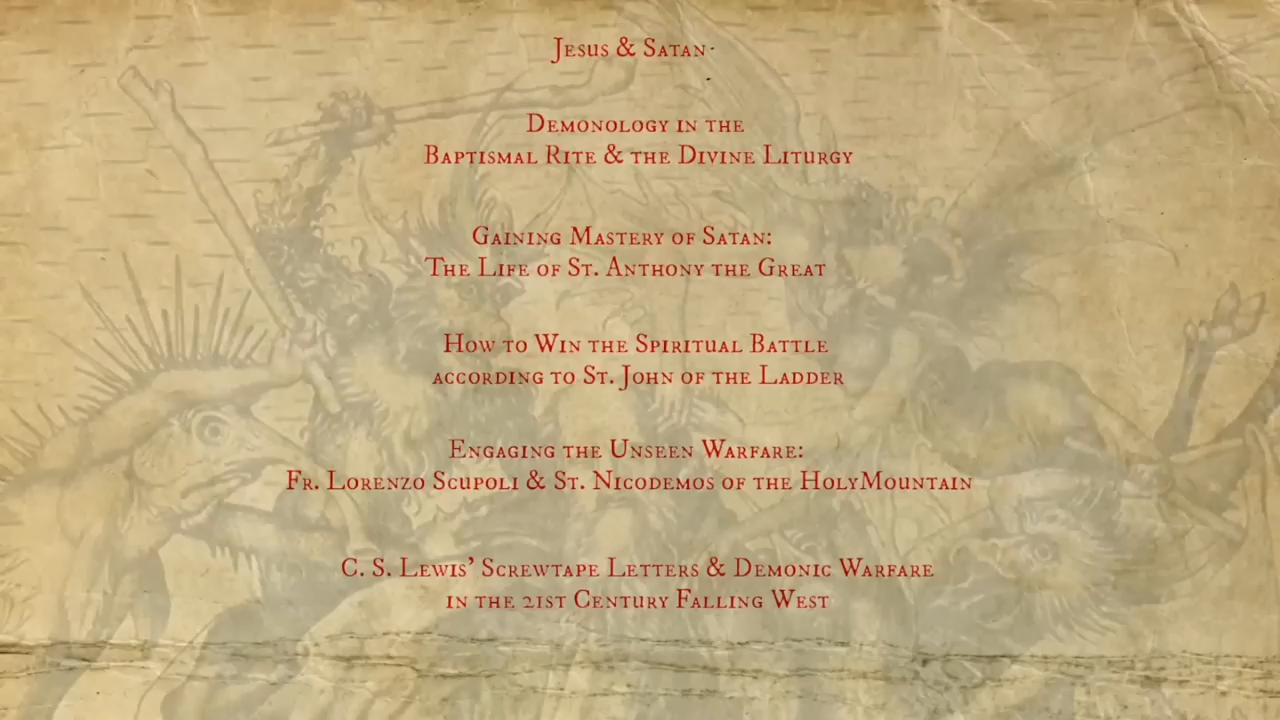 Jesus & Satan
Demonology in the
Baptismal Rite & the Divine Liturgy
Gaining Mastery of Satan:
The Life of St. Anthony the Great
How to Win the Spiritual Battle
according to St. John of the Ladder
Engaging the Unseen Warfare:
Fr. Lorenzo Scupoli & St. Nicodemos of the HolyMountain
C. S. Lewis’ Screwtape Letters & Demonic Warfare
in the 21st Century Falling West